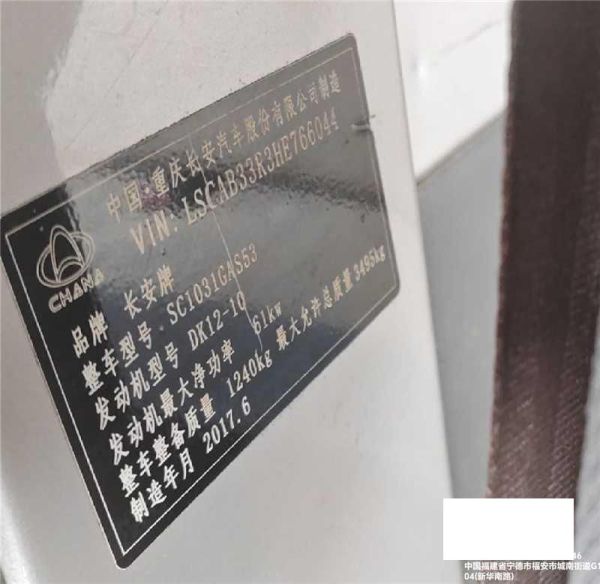 中国·重庆长安汽车股份有限公司制造
VIN: LSCAB33R3HE766044
CHANA
品牌 长安牌
整车型号: SC1031GAS53
发动机型号 DK12-10
发动机最大净功率 61kw
整车整备质量 1240kg 最大允许总质量 3495kg
制造年月 2017.6
46
中国福建省宁德市福安市城南街道G1
04(新华南路)